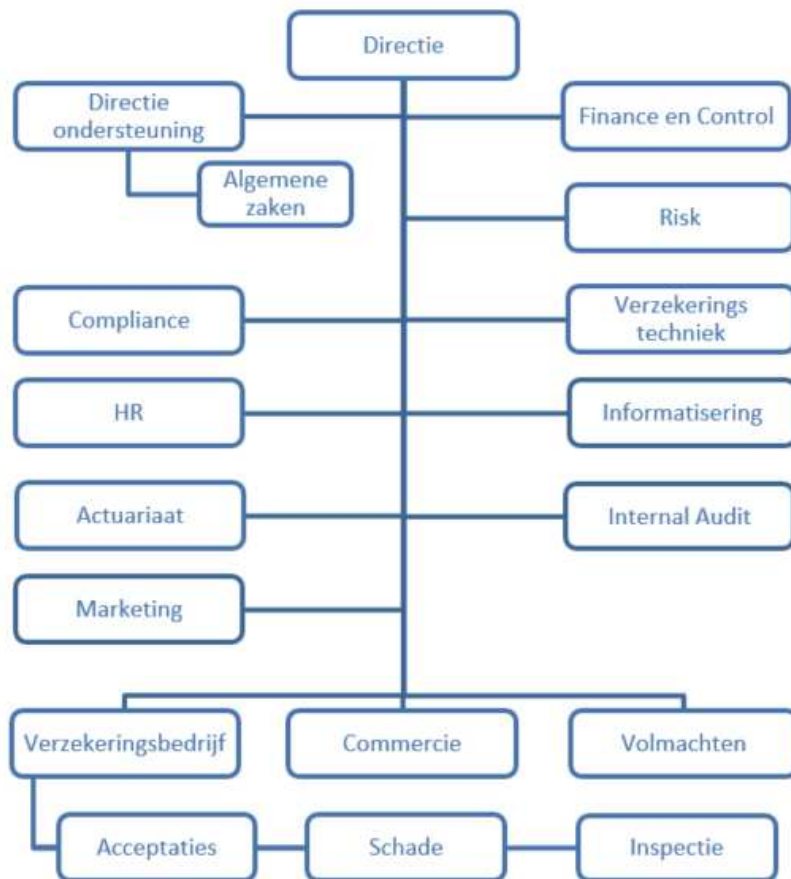 Directie
Directie
ondersteuning
Finance en Control
Algemene
zaken
Risk
Compliance
Verzekerings
techniek
HR
Informatisering
Actuariaat
Internal Audit
Marketing
Verzekeringsbedrijf
Commercie
Volmachten
Acceptaties
Schade
Inspectie